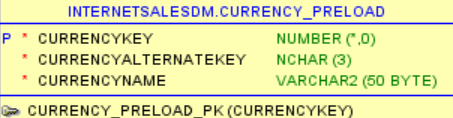 INTERNETSALESDM.CURRENCY_PRELOAD
P * CURRENCYKEY NUMBER (*,0)
* CURRENCYALTERNATEKEY NCHAR (3)
* CURRENCYNAME VARCHAR2 (50 BYTE)
CURRENCY_PRELOAD_PK (CURRENCYKEY)